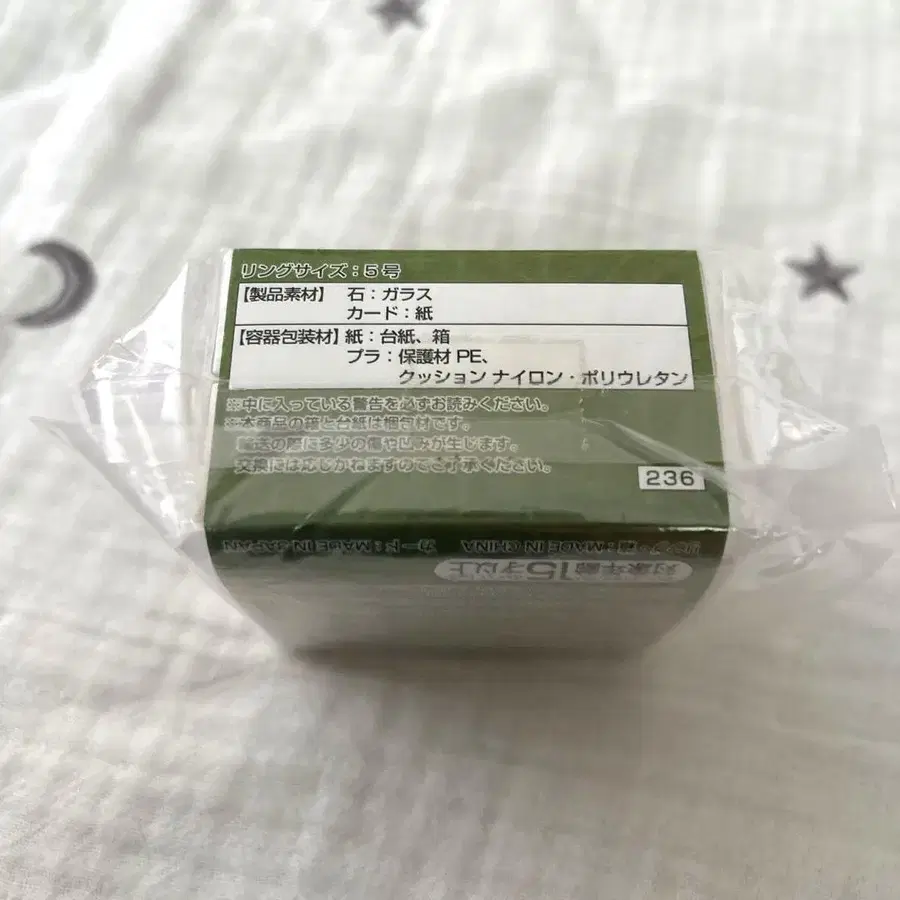 リングサイズ：5号
【製品素材】 石：ガラス
カード：紙
【容器包装材】紙：台紙、箱
プラ：保護材 PE、
クッション ナイロン・ポリウレタン
※中に入っている警告を必ずお読みください。
※本商品の箱と台紙は梱包材です。
輸送の際に多少の傷やしみが生じます。
交換には応じかねますのでご了承ください。
236
リング・箱：MADE IN CHINA カード：MADE IN JAPAN
対象年齢15才以上